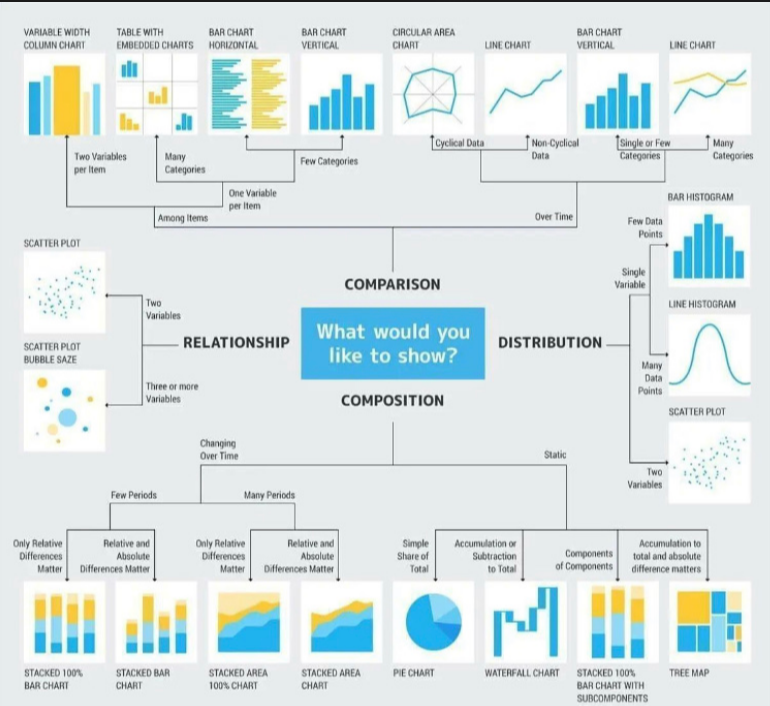 VARIABLE WIDTH
COLUMN CHART
TABLE WITH
EMBEDDED CHARTS
BAR CHART
HORIZONTAL
BAR CHART
VERTICAL
CIRCULAR AREA
CHART
LINE CHART
BAR CHART
VERTICAL
LINE CHART
Two Variables
per Item
Many
Categories
Few Categories
Cyclical Data
Non-Cyclical
Data
Single or Few
Categories
Many
Categories
One Variable
per Item
Among Items
Over Time
BAR HISTOGRAM
Few Data
Points
Single
Variable
LINE HISTOGRAM
Many
Data
Points
SCATTER PLOT
Two
Variables
SCATTER PLOT
Two
Variables
SCATTER PLOT
BUBBLE SAZE
Three or more
Variables
COMPARISON
RELATIONSHIP
What would you
like to show?
DISTRIBUTION
COMPOSITION
Changing
Over Time
Static
Few Periods
Many Periods
Only Relative
Differences
Matter
Relative and
Absolute
Differences Matter
Only Relative
Differences
Matter
Relative and
Absolute
Differences Matter
Simple
Share of
Total
Accumulation or
Subtraction
to Total
Components
of Components
Accumulation to
total and absolute
difference matters
STACKED 100%
BAR CHART
STACKED BAR
CHART
STACKED AREA
100% CHART
STACKED AREA
CHART
PIE CHART
WATERFALL CHART
STACKED 100%
BAR CHART WITH
SUBCOMPONENTS
TREE MAP